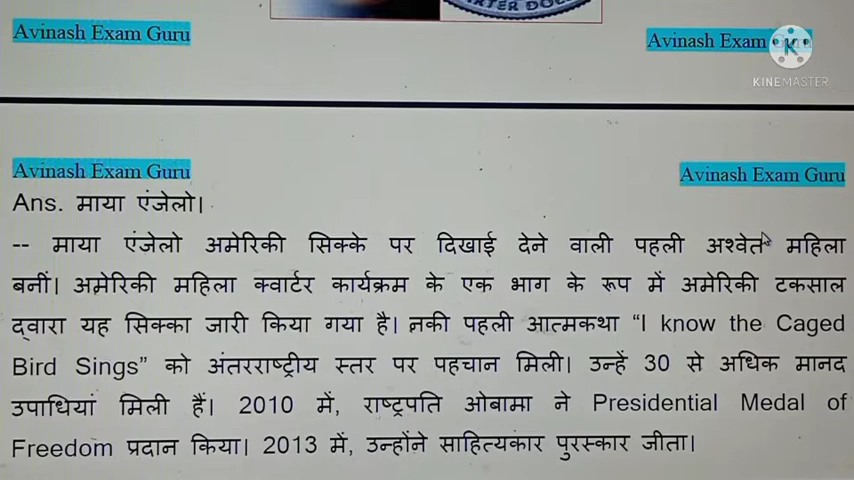 ARTER DOL
Avinash Exam Guru
Avinash Exam Guru
K
KINEMASTER
Avinash Exam Guru
Avinash Exam Guru
Ans. माया एंजेलो।
-- माया एंजेलो अमेरिकी सिक्के पर दिखाई देने वाली पहली अश्वेत महिला
बनीं। अमेरिकी महिला क्वार्टर कार्यक्रम के एक भाग के रूप में अमेरिकी टकसाल
द्वारा यह सिक्का जारी किया गया है। नकी पहली आत्मकथा “I know the Caged
Bird Sings” को अंतरराष्ट्रीय स्तर पर पहचान मिली। उन्हें 30 से अधिक मानद
उपाधियां मिली हैं। 2010 में, राष्ट्रपति ओबामा ने Presidential Medal of
Freedom प्रदान किया। 2013 में, उन्होंने साहित्यकार पुरस्कार जीता।